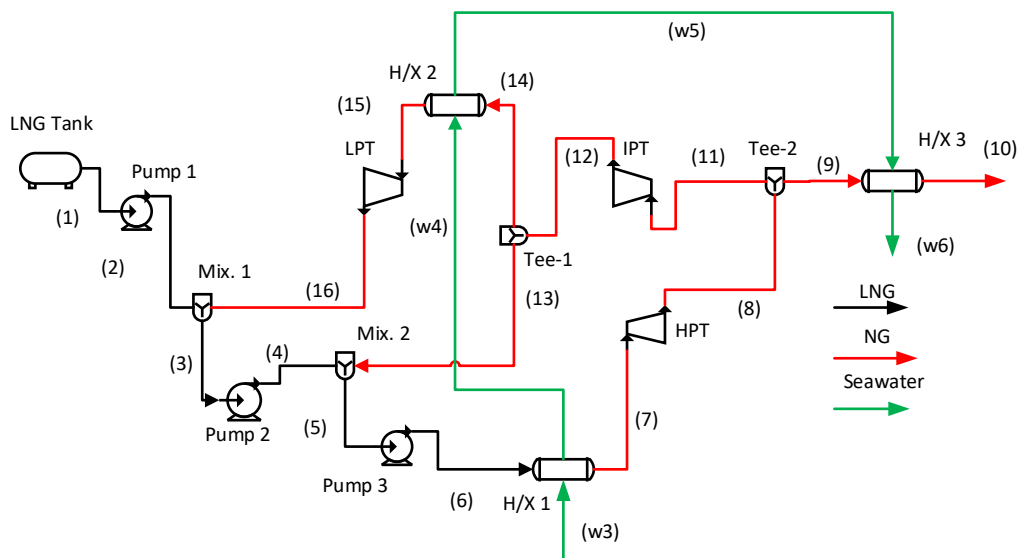 (w5)
H/X 2
(14)
(15)
LNG Tank
LPT
(12)
IPT
(11)
Tee-2
(9)
H/X 3
(10)
Pump 1
(1)
(w4)
(2)
Mix. 1
Tee-1
(w6)
(16)
(13)
(8)
LNG
Mix. 2
HPT
NG
(3)
(4)
Seawater
Pump 2
(5)
(7)
Pump 3
(6)
H/X 1
(w3)